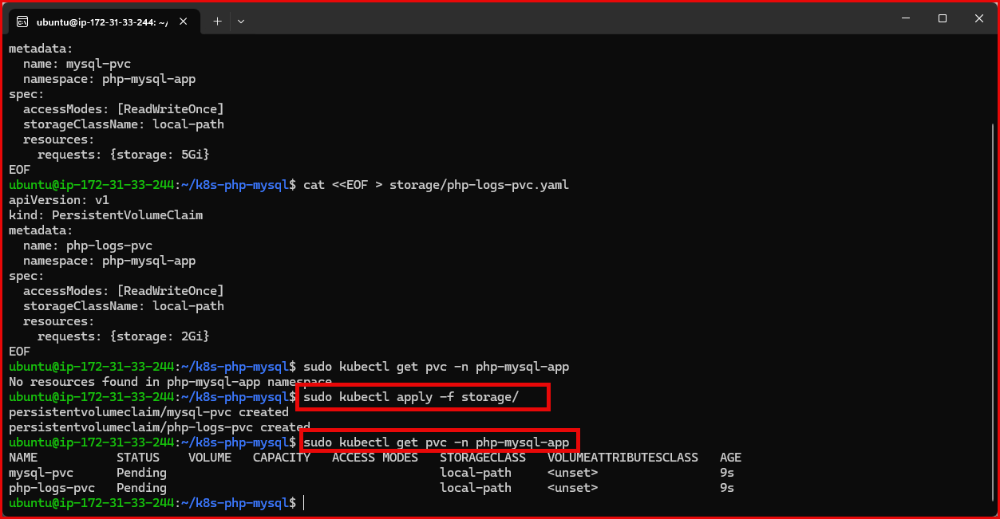 ubuntu@ip-172-31-33-244: ~/
metadata:
  name: mysql-pvc
  namespace: php-mysql-app
spec:
  accessModes: [ReadWriteOnce]
  storageClassName: local-path
  resources:
    requests: {storage: 5Gi}
EOF
ubuntu@ip-172-31-33-244:~/k8s-php-mysql$ cat <<EOF > storage/php-logs-pvc.yaml
apiVersion: v1
kind: PersistentVolumeClaim
metadata:
  name: php-logs-pvc
  namespace: php-mysql-app
spec:
  accessModes: [ReadWriteOnce]
  storageClassName: local-path
  resources:
    requests: {storage: 2Gi}
EOF
ubuntu@ip-172-31-33-244:~/k8s-php-mysql$ sudo kubectl get pvc -n php-mysql-app
No resources found in php-mysql-app namespace.
ubuntu@ip-172-31-33-244:~/k8s-php-mysql$ sudo kubectl apply -f storage/
persistentvolumeclaim/mysql-pvc created
persistentvolumeclaim/php-logs-pvc created
ubuntu@ip-172-31-33-244:~/k8s-php-mysql$ sudo kubectl get pvc -n php-mysql-app
NAME           STATUS    VOLUME   CAPACITY   ACCESS MODES   STORAGECLASS   VOLUMEATTRIBUTESCLASS   AGE
mysql-pvc      Pending                                      local-path     <unset>                 9s
php-logs-pvc   Pending                                      local-path     <unset>                 9s
ubuntu@ip-172-31-33-244:~/k8s-php-mysql$